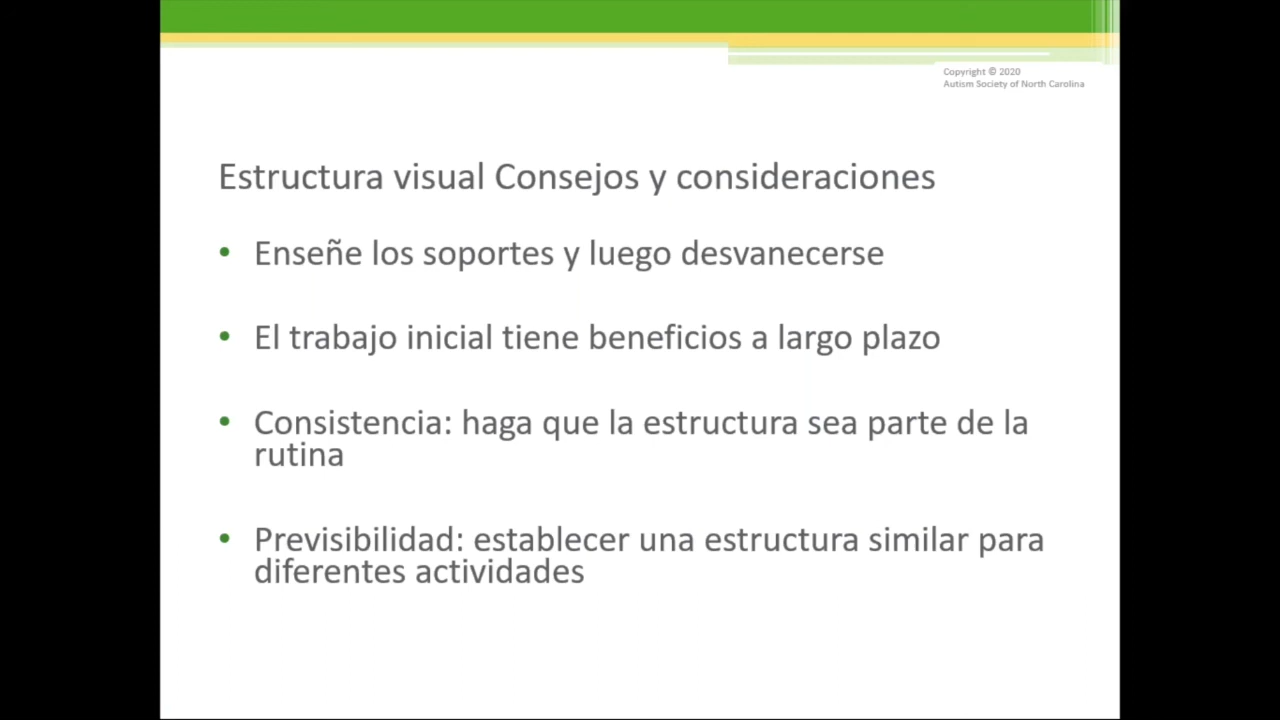 Copyright © 2020
Autism Society of North Carolina
Estructura visual Consejos y consideraciones
• Enseñe los soportes y luego desvanecerse
• El trabajo inicial tiene beneficios a largo plazo
• Consistencia: haga que la estructura sea parte de la
rutina
• Previsibilidad: establecer una estructura similar para
diferentes actividades